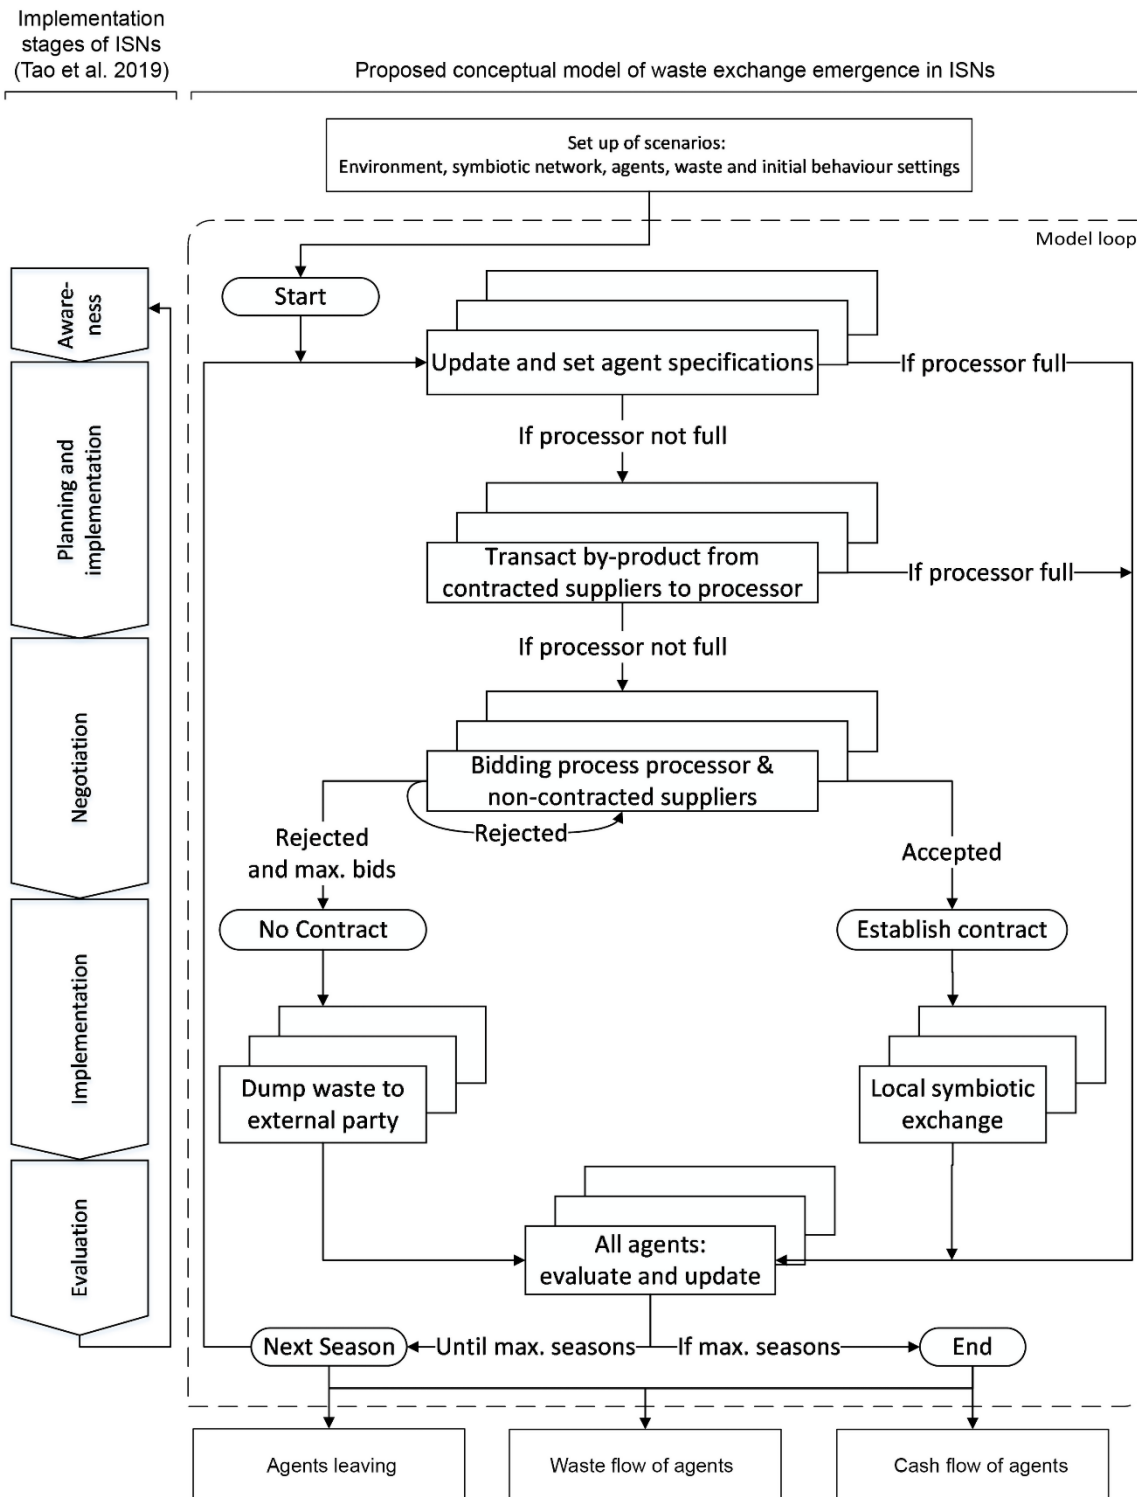 Implementation
stages of ISNs
(Tao et al. 2019)
Proposed conceptual model of waste exchange emergence in ISNs
Set up of scenarios:
Environment, symbiotic network, agents, waste and initial behaviour settings
Model loop
Aware-
ness
Start
Update and set agent specifications
If processor full
If processor not full
Planning and
implementation
Transact by-product from
contracted suppliers to processor
If processor full
If processor not full
Negotiation
Bidding process processor &
non-contracted suppliers
Rejected
Rejected
and max. bids
Accepted
Implementation
No Contract
Establish contract
Dump waste to
external party
Local symbiotic
exchange
Evaluation
All agents:
evaluate and update
Next Season
Until max. seasons
If max. seasons
End
Agents leaving
Waste flow of agents
Cash flow of agents